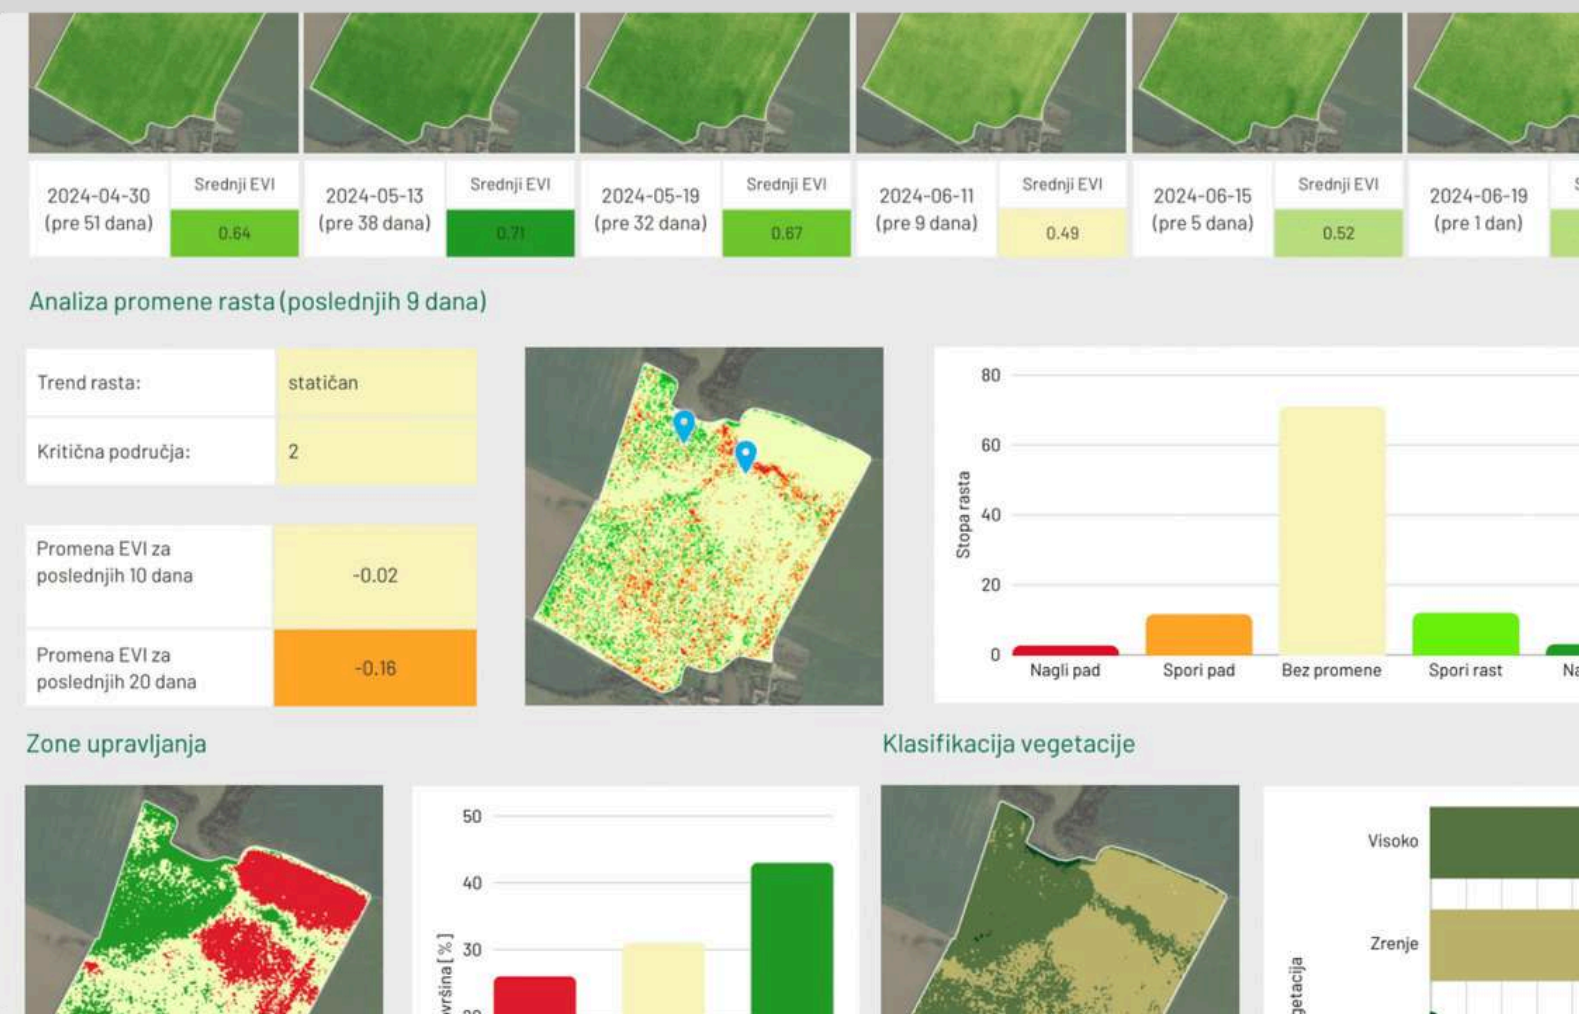 2024-04-30
(pre 51 dana)
Srednji EVI
0.64
2024-05-13
(pre 38 dana)
Srednji EVI
0.71
2024-05-19
(pre 32 dana)
Srednji EVI
0.67
2024-06-11
(pre 9 dana)
Srednji EVI
0.49
2024-06-15
(pre 5 dana)
Srednji EVI
0.52
2024-06-19
(pre 1 dan)
Analiza promene rasta (poslednjih 9 dana)
Trend rasta:
statičan
Kritična područja:
2
Promena EVI za
poslednjih 10 dana
-0.02
Promena EVI za
poslednjih 20 dana
-0.16
Stopa rasta
80
60
40
20
0
Nagli pad
Spori pad
Bez promene
Spori rast
Zone upravljanja
50
40
30
Klasifikacija vegetacije
Visoko
Zrenje